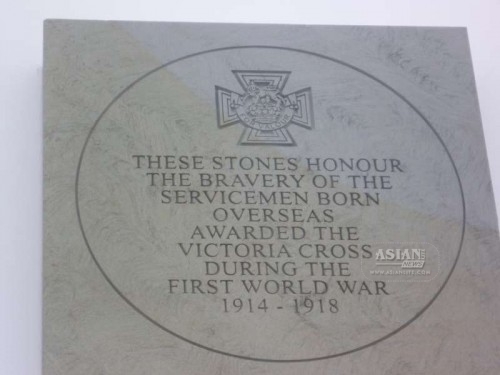 THESE STONES HONOUR
THE BRAVERY OF THE
SERVICEMEN BORN
OVERSEAS
AWARDED THE
VICTORIA CROSS
DURING THE
FIRST WORLD WAR
1914 - 1918
ASIAN
NEWS